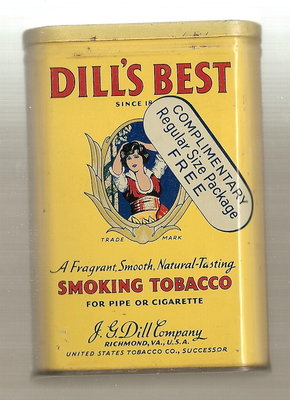 DILL'S BEST
SINCE 18
COMPLIMENTARY
Regular Size Package
FREE
TRADE MARK
A Fragrant, Smooth, Natural-Tasting
SMOKING TOBACCO
FOR PIPE OR CIGARETTE
J. G. Dill Company
RICHMOND, VA., U.S.A.
UNITED STATES TOBACCO CO., SUCCESSOR